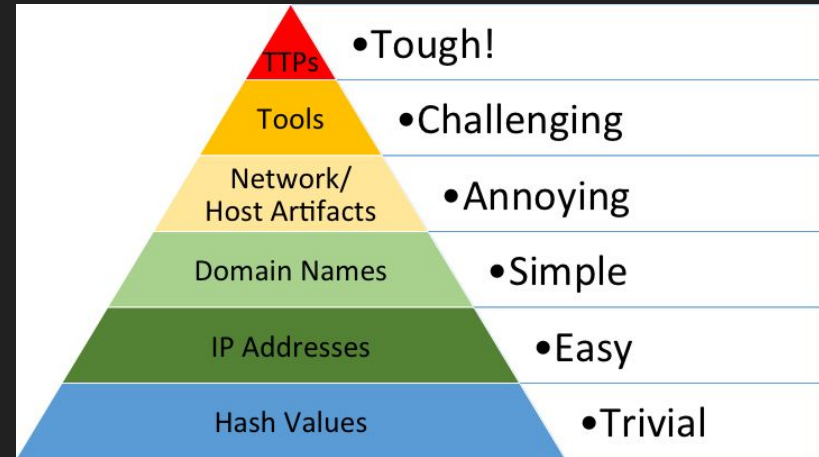 TTPs
•Tough!
Tools
•Challenging
Network/
Host Artifacts
•Annoying
Domain Names
•Simple
IP Addresses
•Easy
Hash Values
•Trivial